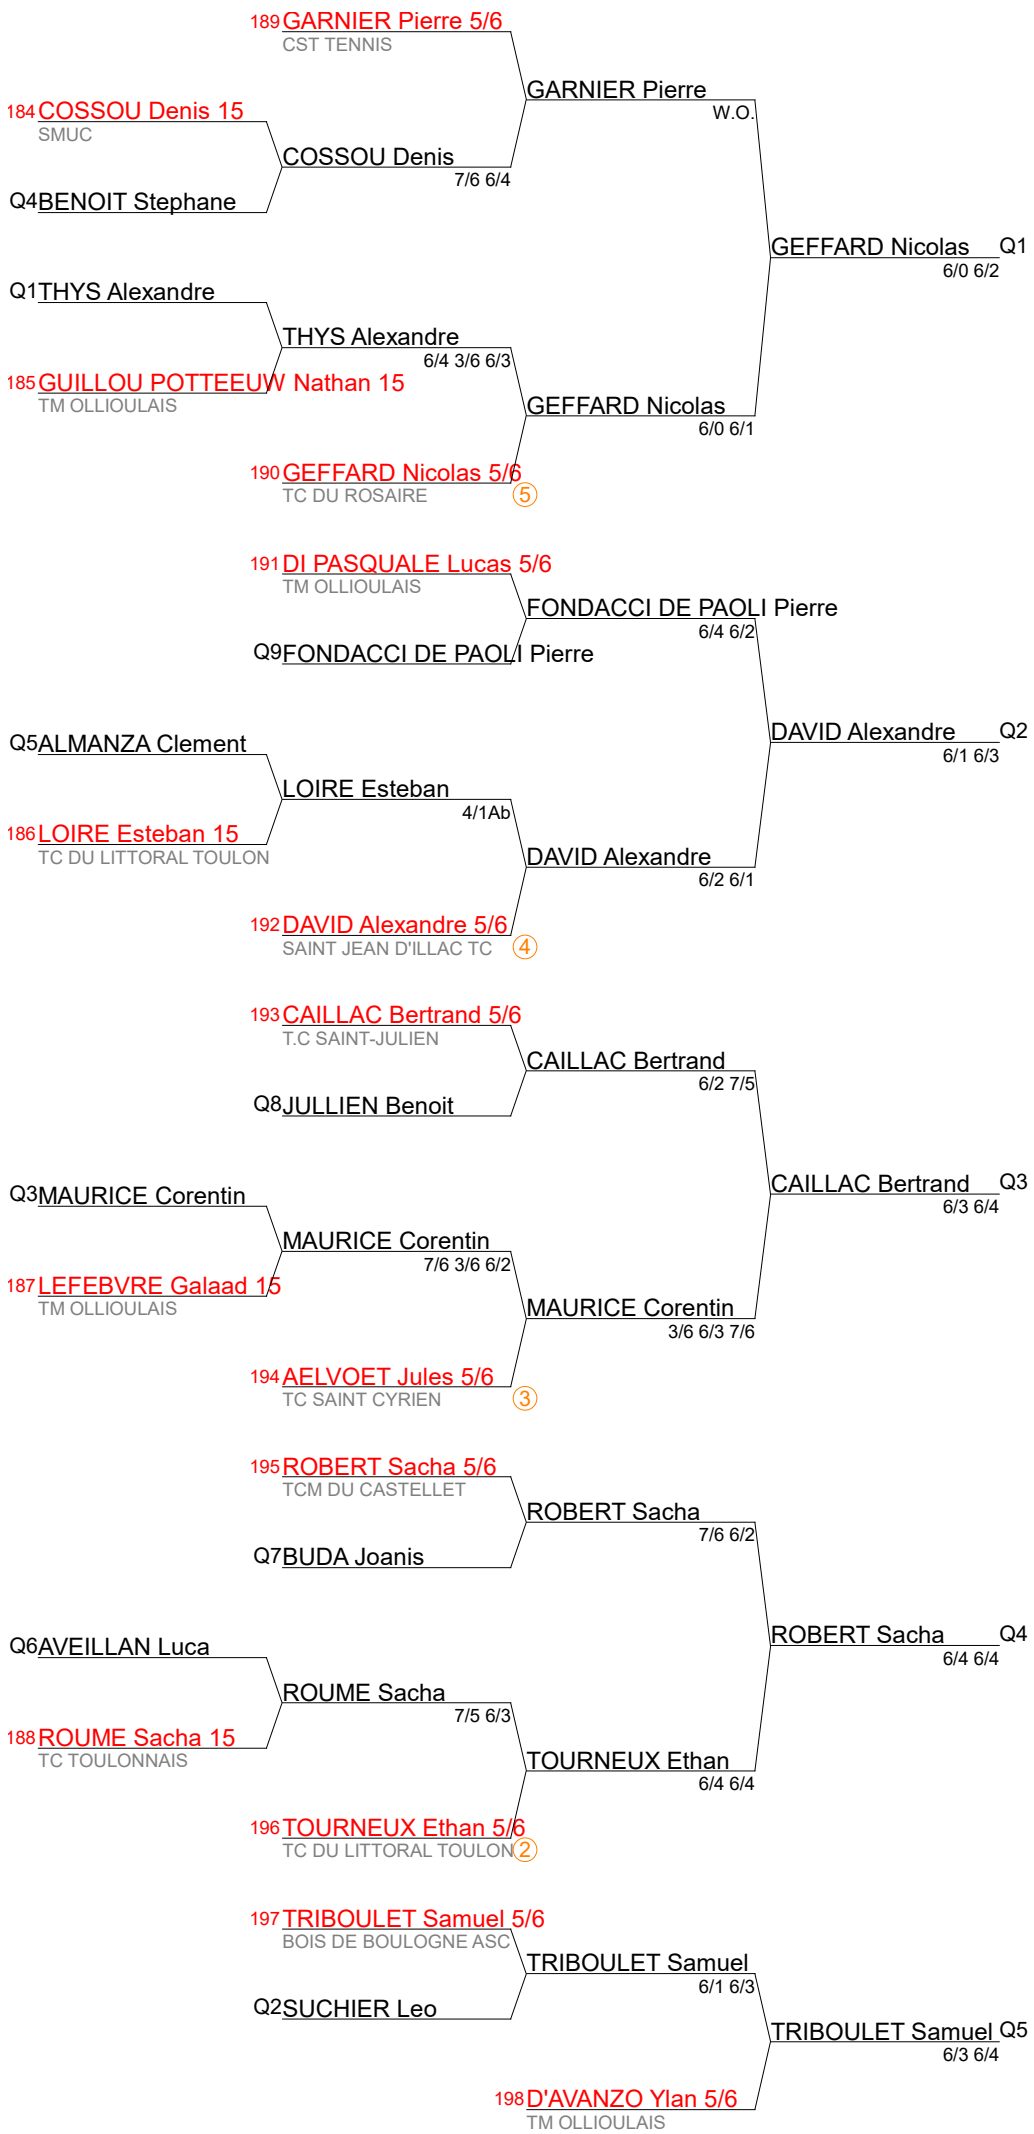 189 GARNIER Pierre 5/6
CST TENNIS
GARNIER Pierre
W.O.
184 COSSOU Denis 15
SMUC
COSSOU Denis
7/6 6/4
Q4 BENOIT Stephane
GEFFARD Nicolas Q1
6/0 6/2
Q1 THYS Alexandre
THYS Alexandre
6/4 3/6 6/3
185 GUILLOU POTTEEUW Nathan 15
TM OLLIOULAIS
GEFFARD Nicolas
6/0 6/1
190 GEFFARD Nicolas 5/6
TC DU ROSAIRE 5
191 DI PASQUALE Lucas 5/6
TM OLLIOULAIS
FONDACCI DE PAOLI Pierre
6/4 6/2
Q9 FONDACCI DE PAOLI Pierre
DAVID Alexandre Q2
6/1 6/3
Q5 ALMANZA Clement
LOIRE Esteban
4/1Ab
186 LOIRE Esteban 15
TC DU LITTORAL TOULON
DAVID Alexandre
6/2 6/1
192 DAVID Alexandre 5/6
SAINT JEAN D'ILLAC TC 4
193 CAILLAC Bertrand 5/6
T.C SAINT-JULIEN
CAILLAC Bertrand
6/2 7/5
Q8 JULLIEN Benoit
CAILLAC Bertrand Q3
6/3 6/4
Q3 MAURICE Corentin
MAURICE Corentin
7/6 3/6 6/2
187 LEFEBVRE Galaad 15
TM OLLIOULAIS
MAURICE Corentin
3/6 6/3 7/6
194 AELVOET Jules 5/6
TC SAINT CYRIEN 3
195 ROBERT Sacha 5/6
TCM DU CASTELLET
ROBERT Sacha
7/6 6/2
Q7 BUDA Joanis
ROBERT Sacha Q4
6/4 6/4
Q6 AVEILLAN Luca
ROUME Sacha
7/5 6/3
188 ROUME Sacha 15
TC TOULONNAIS
TOURNEUX Ethan
6/4 6/4
196 TOURNEUX Ethan 5/6
TC DU LITTORAL TOULON 2
197 TRIBOULET Samuel 5/6
BOIS DE BOULOGNE ASC
TRIBOULET Samuel
6/1 6/3
Q2 SUCHIER Leo
TRIBOULET Samuel Q5
6/3 6/4
198 D'AVANZO Ylan 5/6
TM OLLIOULAIS